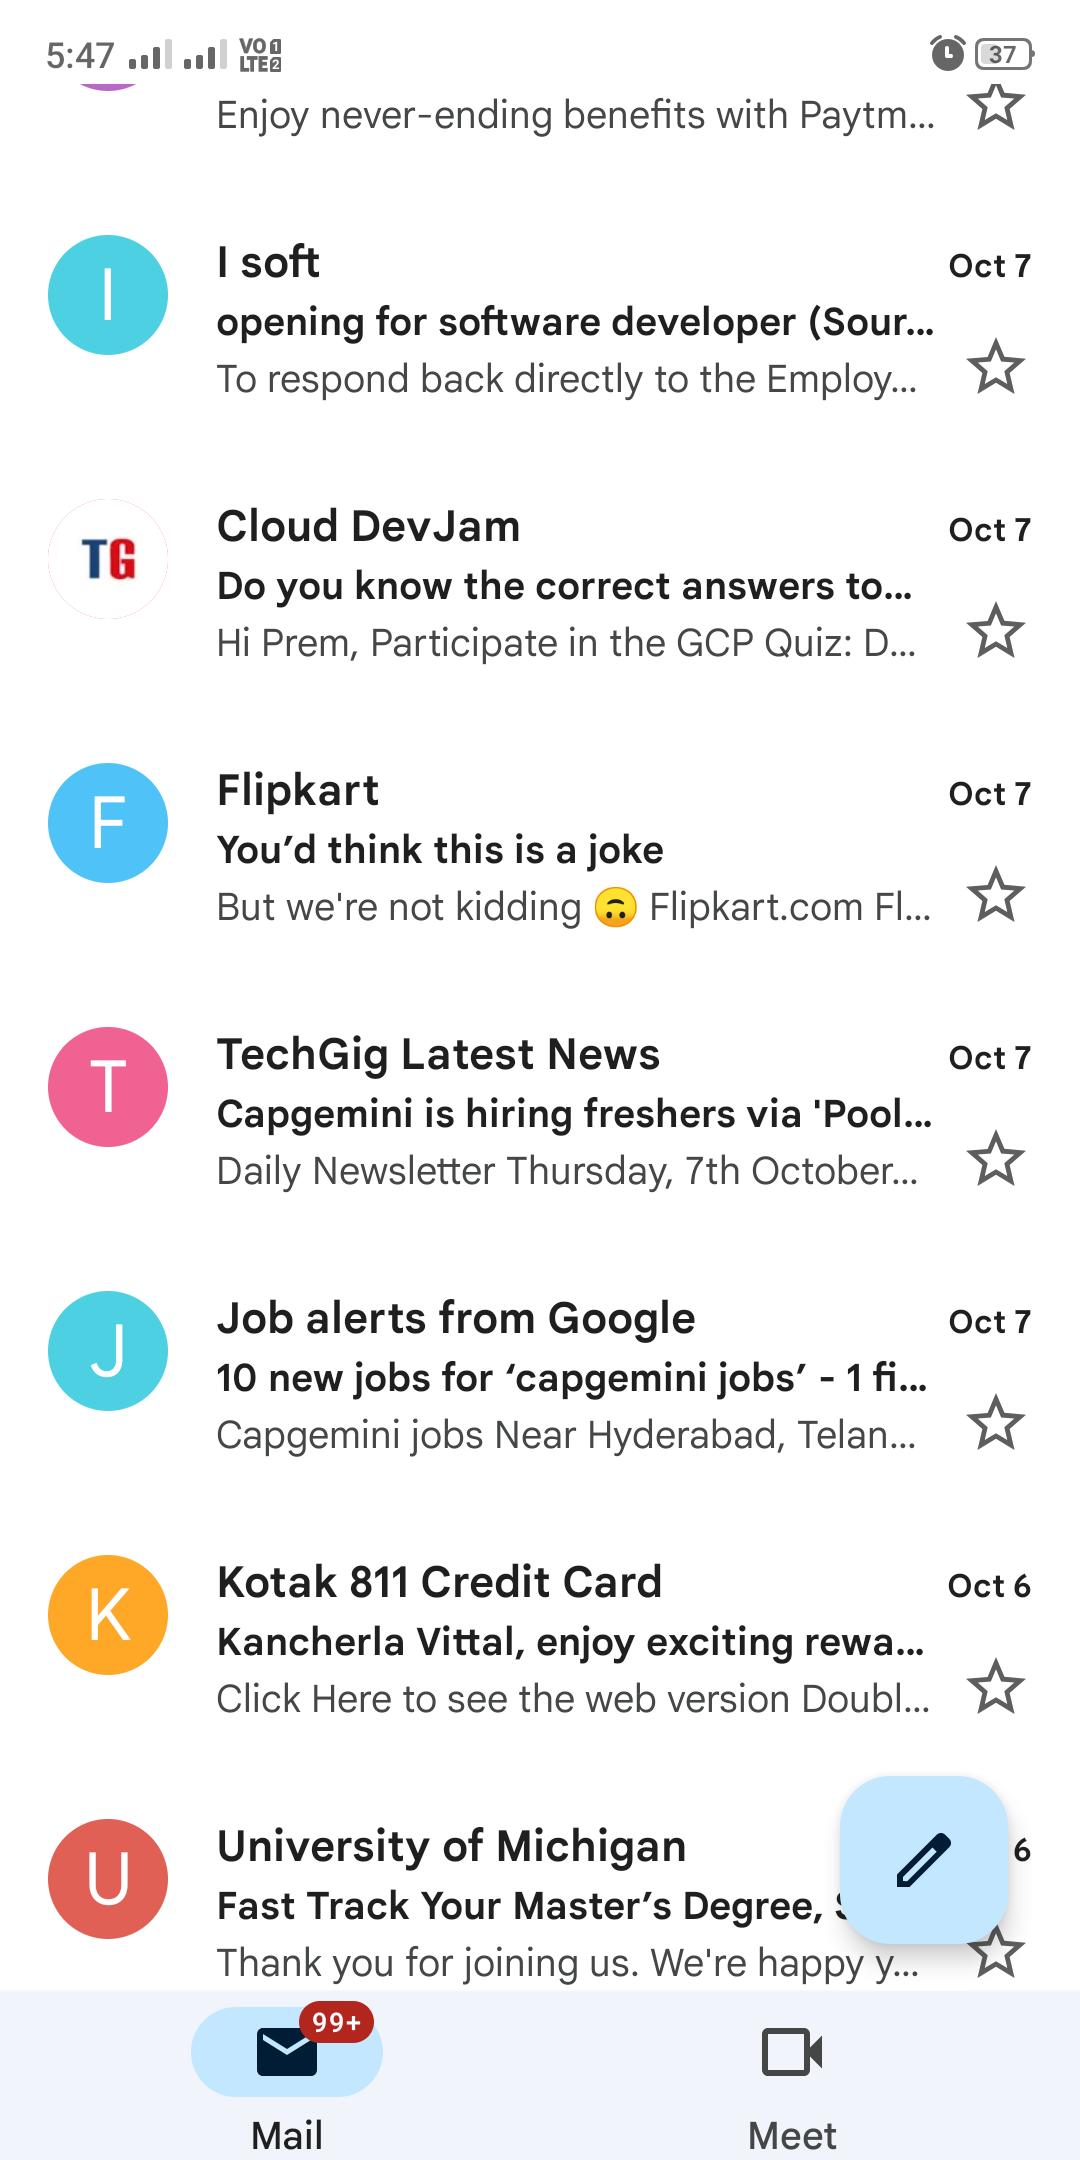 5:47 VO 1 LTE 2 37
Enjoy never-ending benefits with Paytm...
I
I soft
Oct 7
opening for software developer (Sour...
To respond back directly to the Employ...
TG
Cloud DevJam
Oct 7
Do you know the correct answers to...
Hi Prem, Participate in the GCP Quiz: D...
F
Flipkart
Oct 7
You’d think this is a joke
But we're not kidding 🙃 Flipkart.com Fl...
T
TechGig Latest News
Oct 7
Capgemini is hiring freshers via 'Pool...
Daily Newsletter Thursday, 7th October...
J
Job alerts from Google
Oct 7
10 new jobs for ‘capgemini jobs’ - 1 fi...
Capgemini jobs Near Hyderabad, Telan...
K
Kotak 811 Credit Card
Oct 6
Kancherla Vittal, enjoy exciting rewa...
Click Here to see the web version Doubl...
U
University of Michigan
6
Fast Track Your Master’s Degree,
Thank you for joining us. We're happy y...
99+
Mail
Meet